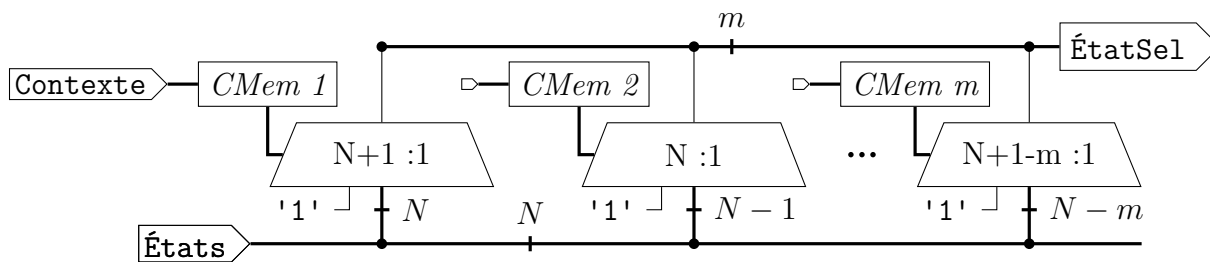 m
ÉtatSel
Contexte
CMem 1
CMem 2
CMem m
N+1 :1
N :1
...
N+1-m :1
'1'
N
N
'1'
N − 1
'1'
N − m
États